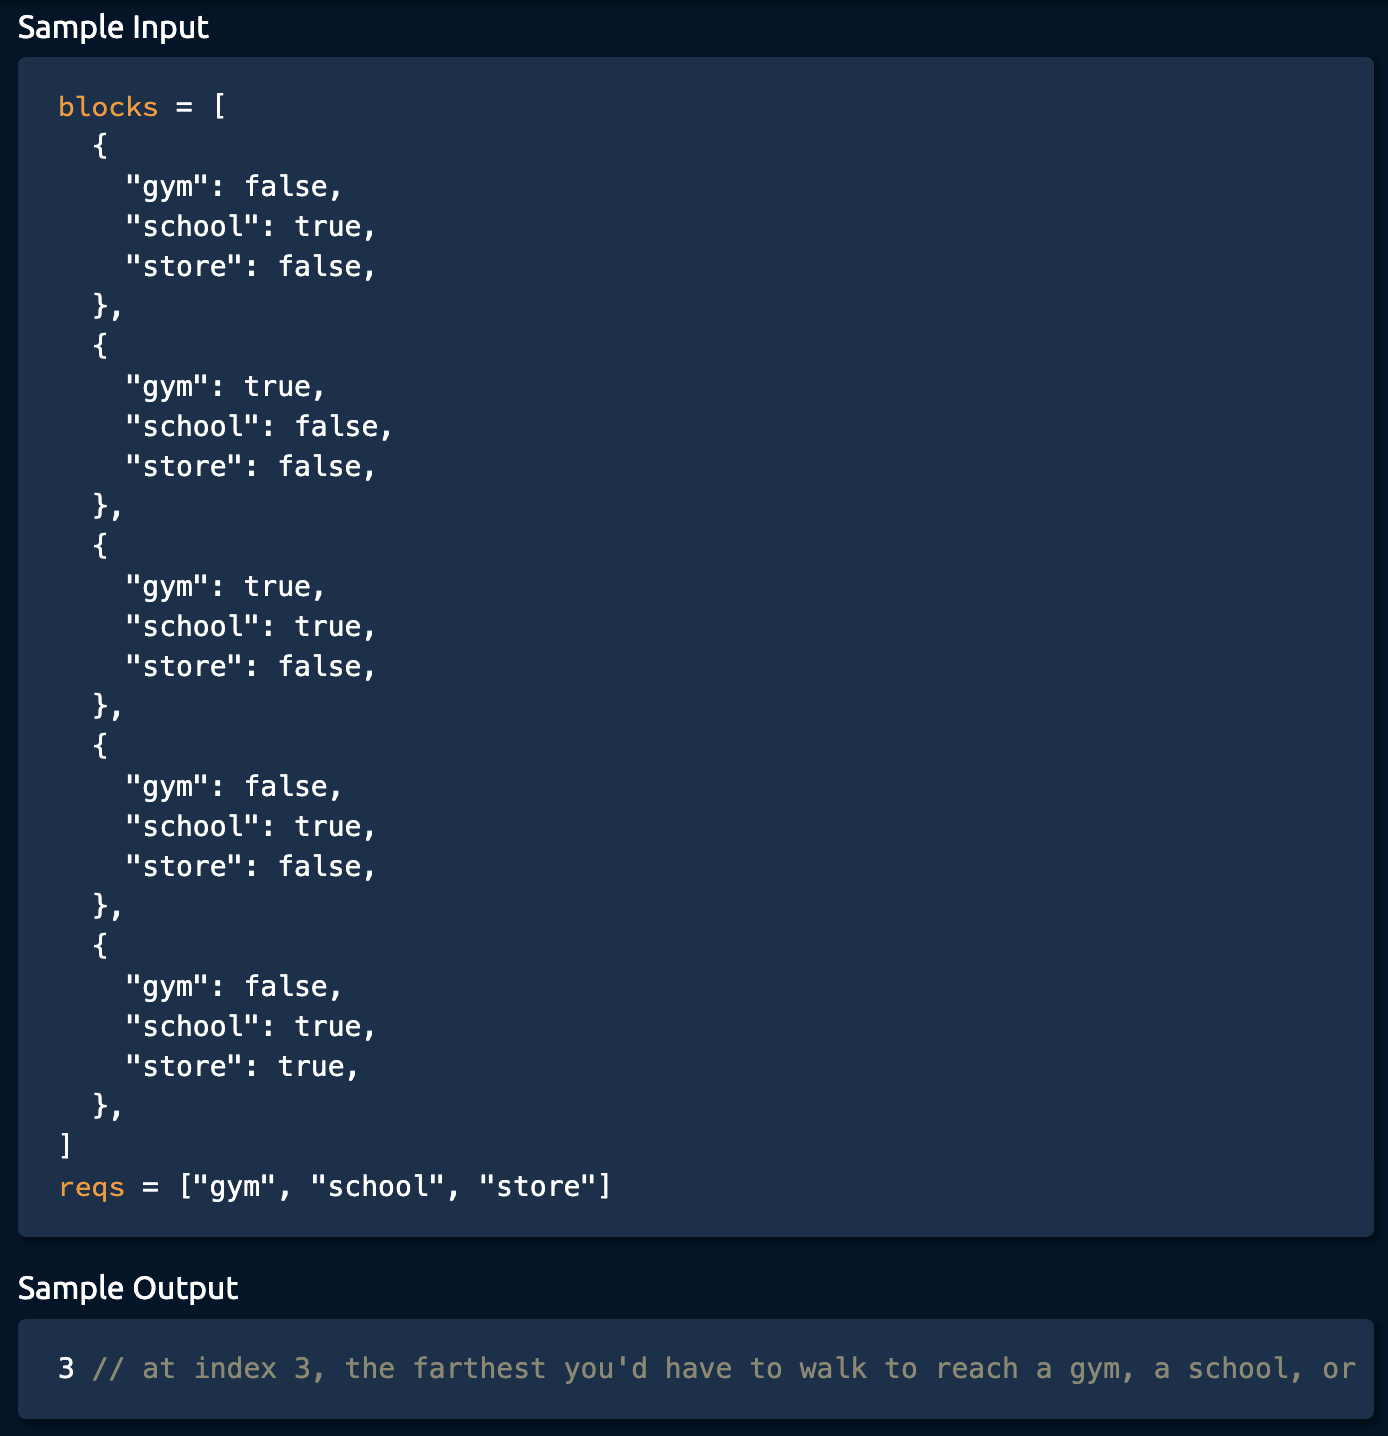 Sample Input
blocks = [
  {
    "gym": false,
    "school": true,
    "store": false,
  },
  {
    "gym": true,
    "school": false,
    "store": false,
  },
  {
    "gym": true,
    "school": true,
    "store": false,
  },
  {
    "gym": false,
    "school": true,
    "store": false,
  },
  {
    "gym": false,
    "school": true,
    "store": true,
  },
]
reqs = ["gym", "school", "store"]
Sample Output
3 // at index 3, the farthest you'd have to walk to reach a gym, a school, or